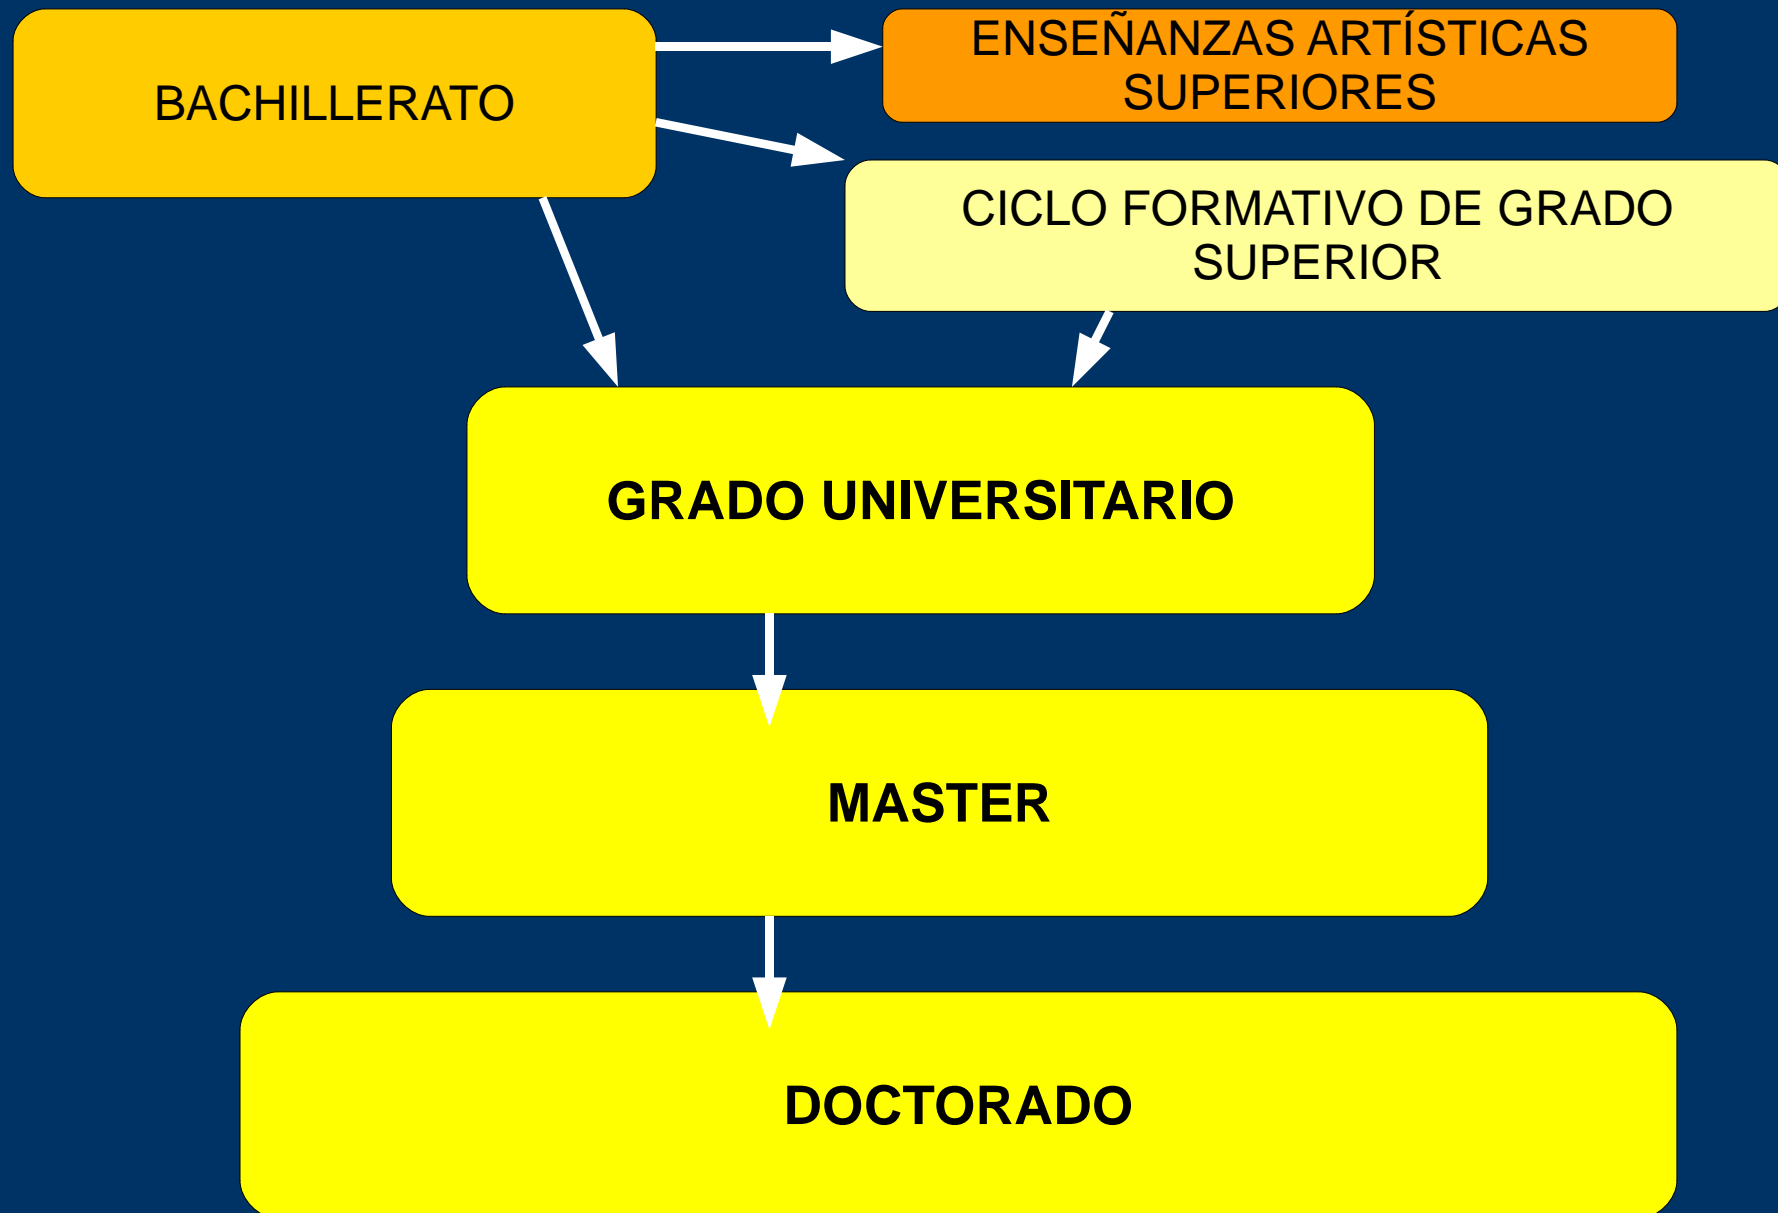 BACHILLERATO
ENSEÑANZAS ARTÍSTICAS
SUPERIORES
CICLO FORMATIVO DE GRADO
SUPERIOR
GRADO UNIVERSITARIO
MASTER
DOCTORADO